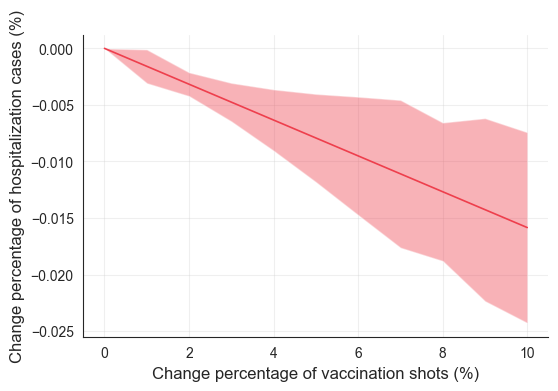 Change percentage of hospitalization cases (%)
0.000
−0.005
−0.010
−0.015
−0.020
−0.025
0 2 4 6 8 10
Change percentage of vaccination shots (%)